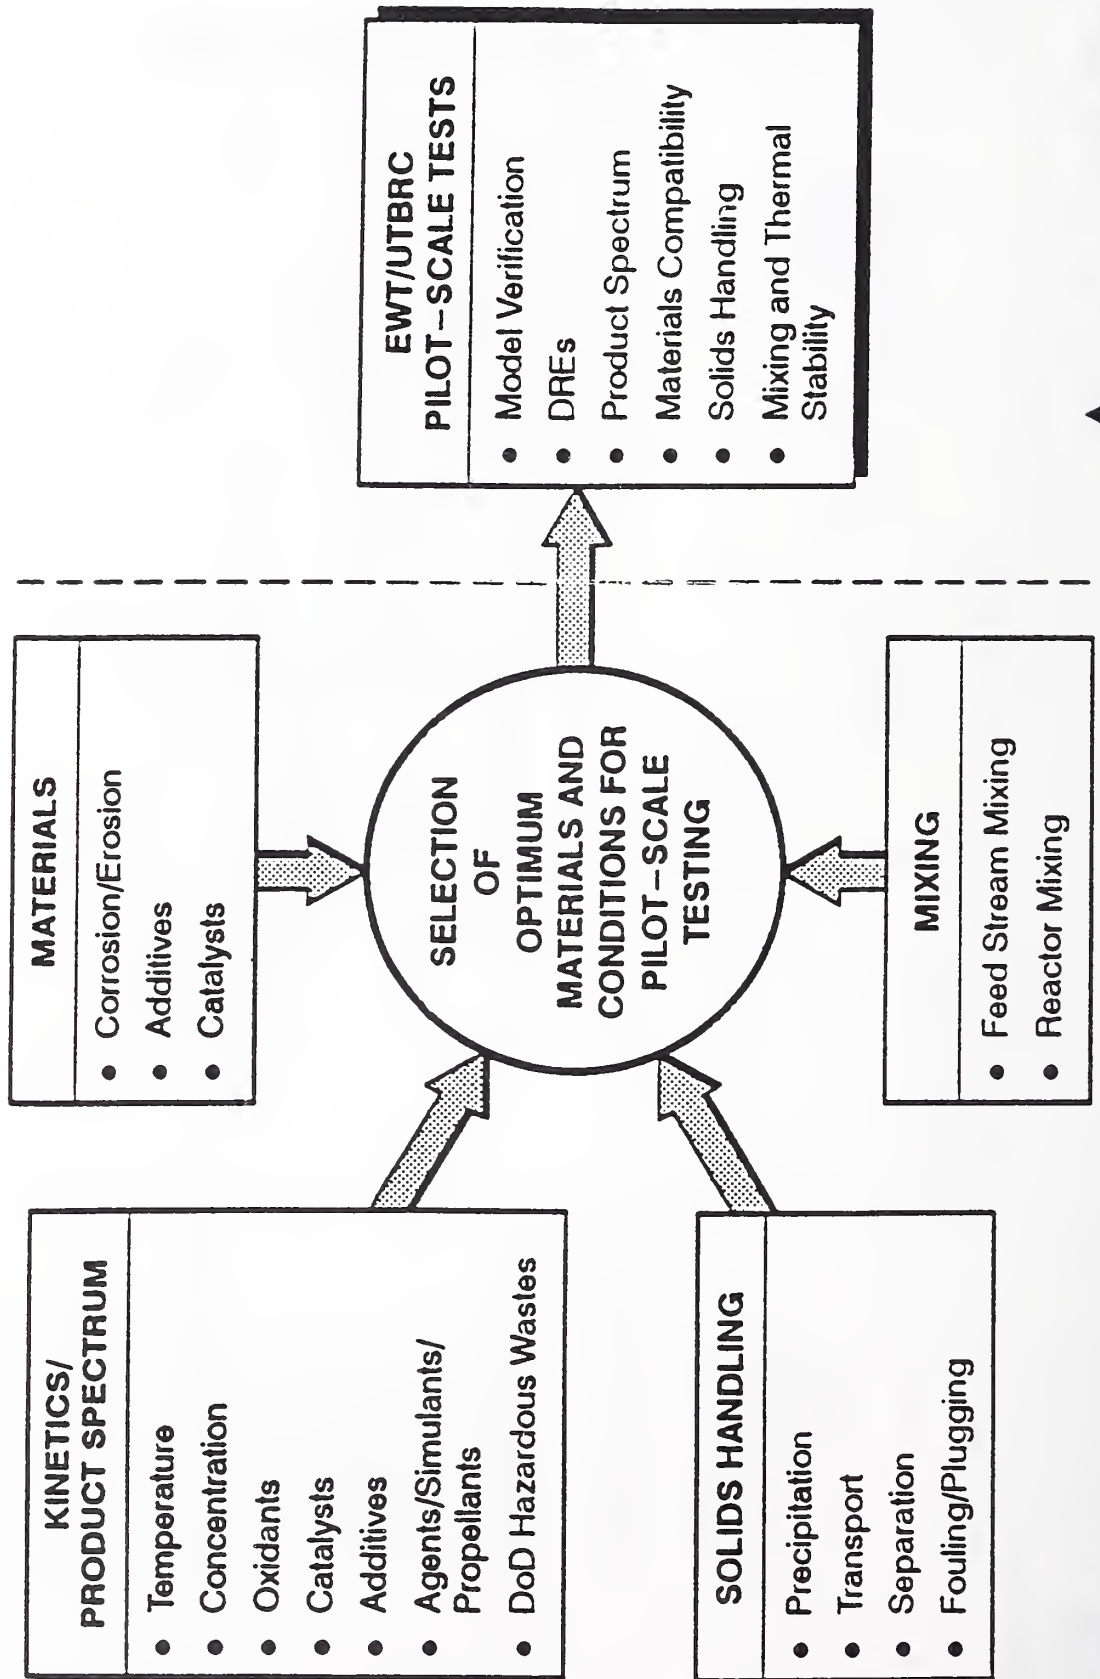 KINETICS/
PRODUCT SPECTRUM
• Temperature
• Concentration
• Oxidants
• Catalysts
• Additives
• Agents/Simulants/
Propellants
• DoD Hazardous Wastes
MATERIALS
• Corrosion/Erosion
• Additives
• Catalysts
SOLIDS HANDLING
• Precipitation
• Transport
• Separation
• Fouling/Plugging
MIXING
• Feed Stream Mixing
• Reactor Mixing
SELECTION
OF
OPTIMUM
MATERIALS AND
CONDITIONS FOR
PILOT-SCALE
TESTING
EWT/UTBRC
PILOT-SCALE TESTS
• Model Verification
• DREs
• Product Spectrum
• Materials Compatibility
• Solids Handling
• Mixing and Thermal
Stability